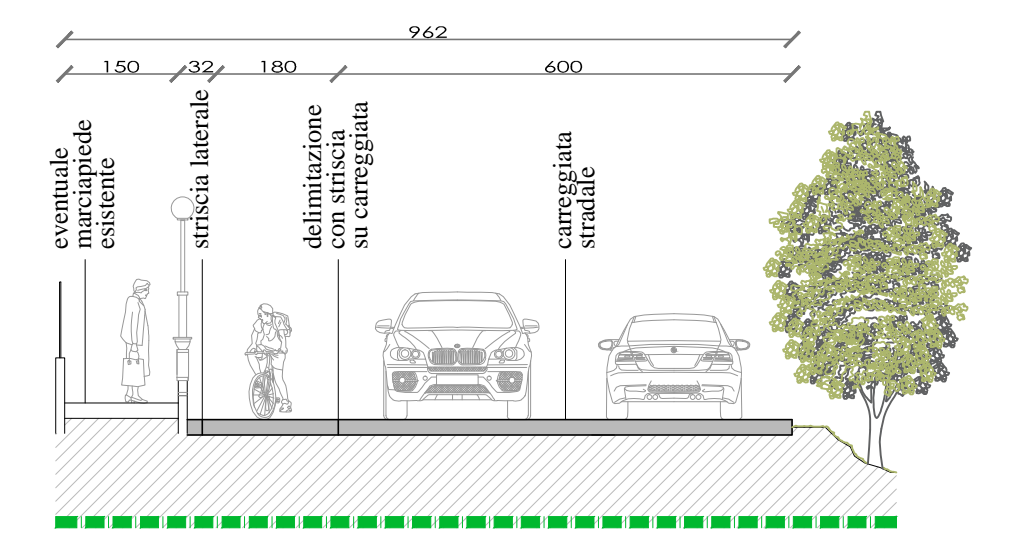 962
150 32 180 600
eventuale
marciapiede
esistente
striscia laterale
delimitazione
con striscia
su carreggiata
carreggiata
stradale